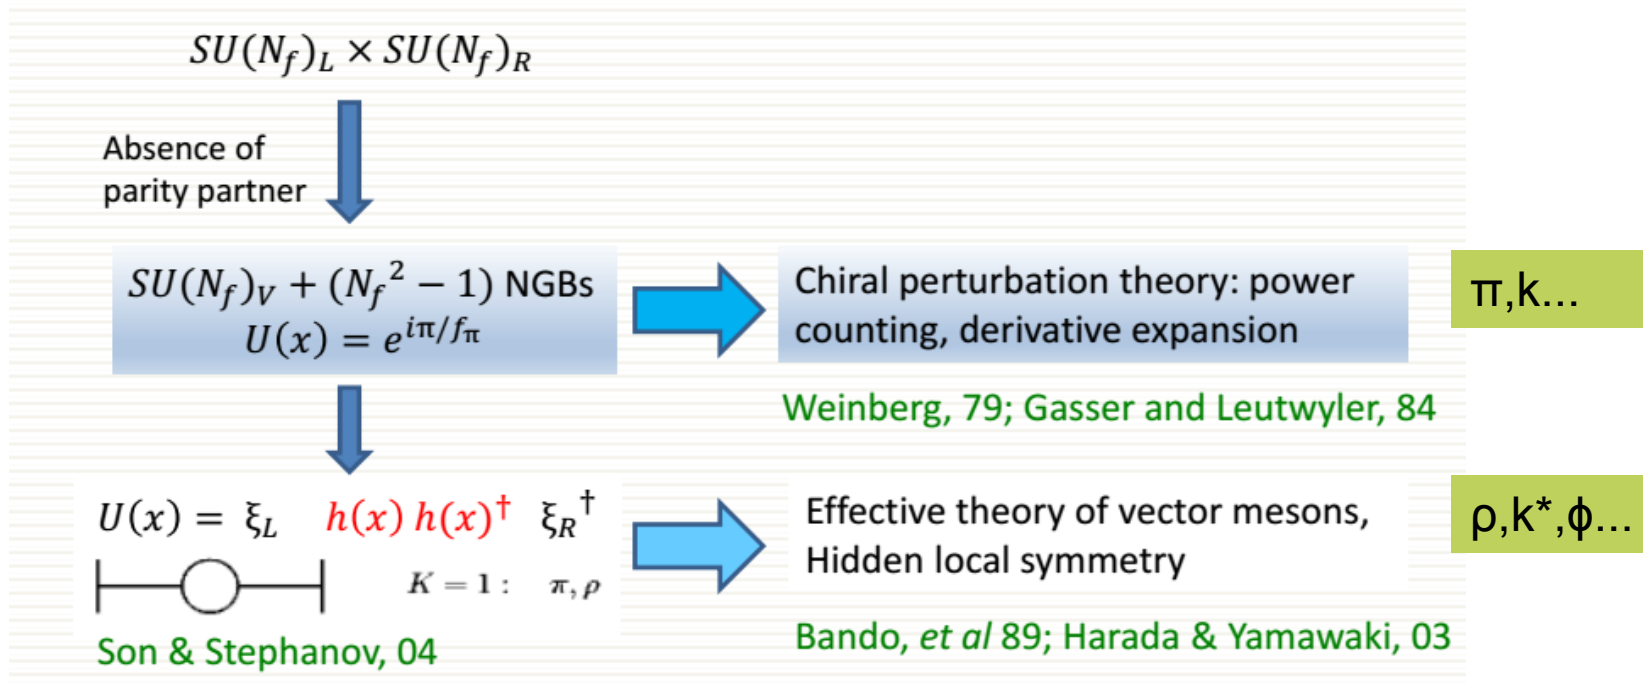 SU(N_f)_L × SU(N_f)_R
Absence of
parity partner
SU(N_f)_V + (N_f² − 1) NGBs
U(x) = e^{iπ/f_π}
Chiral perturbation theory: power
counting, derivative expansion
π,k...
Weinberg, 79; Gasser and Leutwyler, 84
U(x) = ξ_L h(x) h(x)† ξ_R†
K = 1 : π, ρ
Son & Stephanov, 04
Effective theory of vector mesons,
Hidden local symmetry
ρ,k*,ϕ...
Bando, et al 89; Harada & Yamawaki, 03